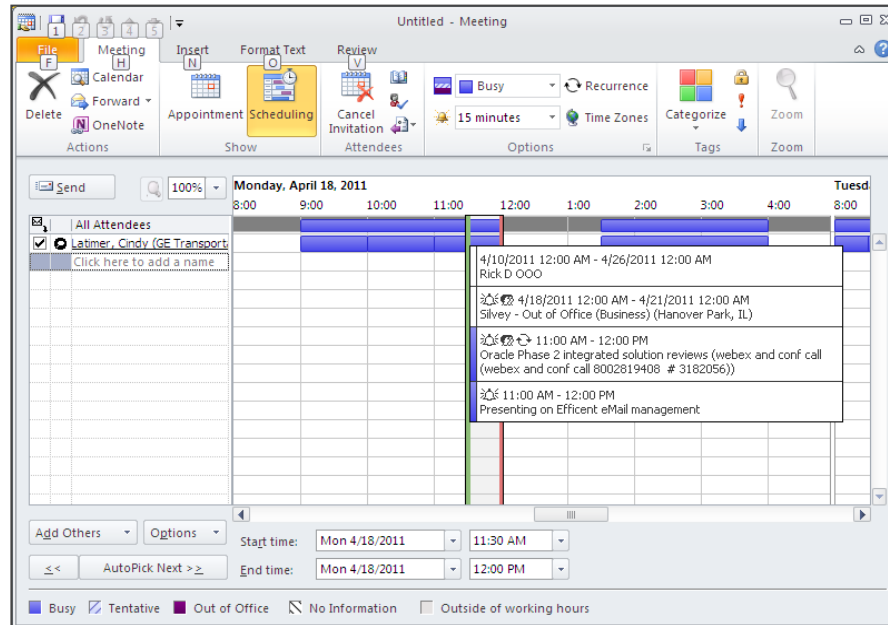 Untitled - Meeting
1 2 3 4 5
File Meeting Insert Format Text Review
F H N O V
Delete
Calendar
Forward
OneNote
Actions
Appointment Scheduling
Show
Cancel
Invitation
Attendees
Busy Recurrence
15 minutes Time Zones
Options
Categorize
Tags
Zoom
Zoom
Send 100%
Monday, April 18, 2011 Tuesd
8:00 9:00 10:00 11:00 12:00 1:00 2:00 3:00 4:00 8:00
All Attendees
Latimer, Cindy (GE Transport
Click here to add a name
4/10/2011 12:00 AM - 4/26/2011 12:00 AM
Rick D OOO
4/18/2011 12:00 AM - 4/21/2011 12:00 AM
Silvey - Out of Office (Business) (Hanover Park, IL)
11:00 AM - 12:00 PM
Oracle Phase 2 integrated solution reviews (webex and conf call
(webex and conf call 8002819408 # 3182056))
11:00 AM - 12:00 PM
Presenting on Efficent eMail management
Add Others Options
Start time: Mon 4/18/2011 11:30 AM
<< AutoPick Next >>
End time: Mon 4/18/2011 12:00 PM
Busy Tentative Out of Office No Information Outside of working hours